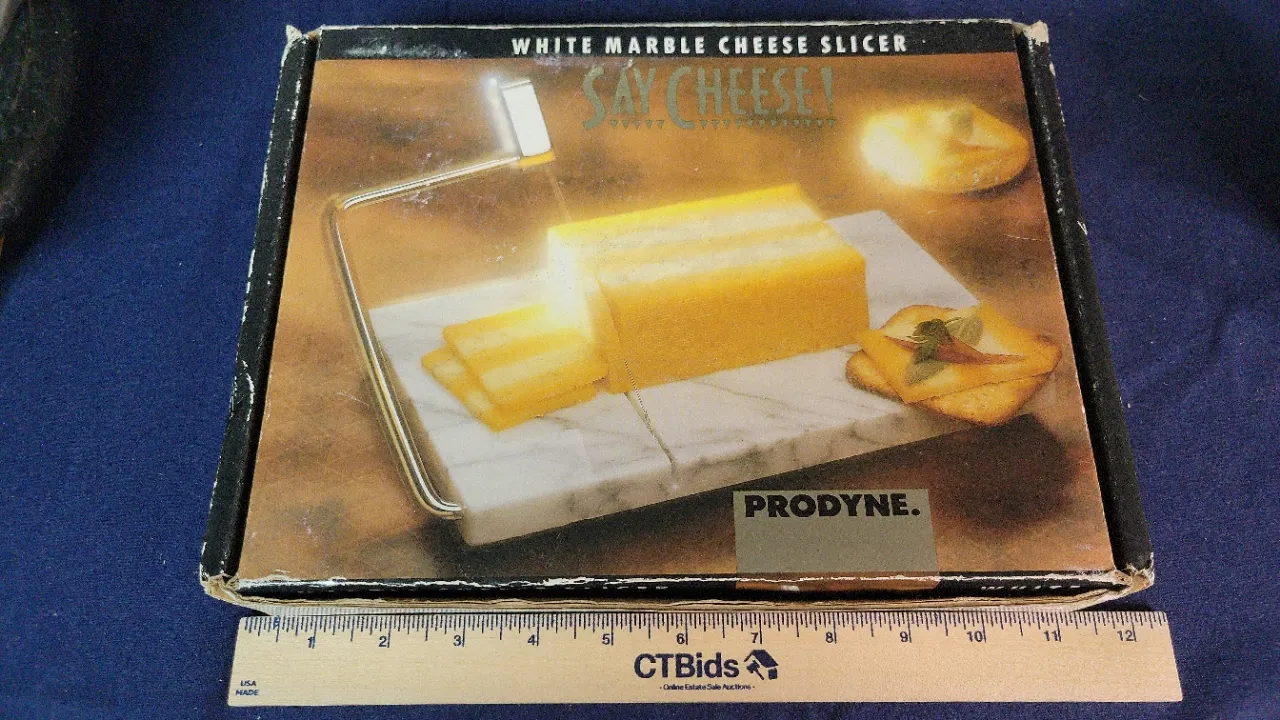 WHITE MARBLE CHEESE SLICER
SAY CHEESE!
PRODYNE.
1 2 3 4 5 6 7 8 9 10 11 12
CTBids
- Online Estate Sale Auctions -
USA
MADE